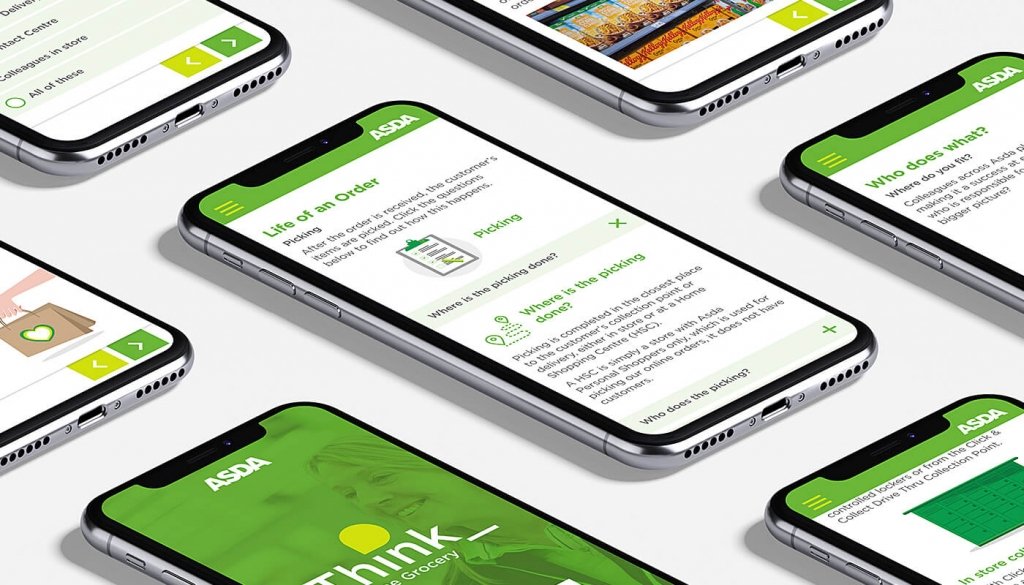 Delivery
Contact Centre
Colleagues in store
All of these
Kellogg's Kellogg's
ASDA
Life of an Order
Picking
After the order is received, the customer's
items are picked. Click the questions
below to find out how this happens.
Picking
Where is the picking done?
Where is the picking
done?
Picking is completed in the closest place
to the customer's collection point or
delivery, either in store or at a Home
Shopping Centre (HSC).
A HSC is simply a store with Asda
Personal Shoppers only, which is used for
picking our online orders, it does not have
customers.
Who does the picking?
ASDA
Who does what?
Where do you fit?
Colleagues across Asda
making it a success at
who is responsible
bigger picture?
ASDA
Think_
Grocery
ASDA
controlled lockers or from the Click &
Collect Drive Thru Collection Point.
store